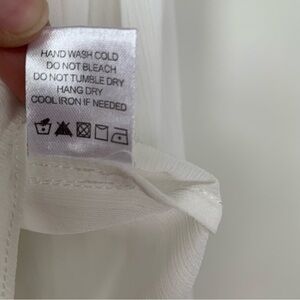 HAND WASH COLD
DO NOT BLEACH
DO NOT TUMBLE DRY
HANG DRY
COOL IRON IF NEEDED